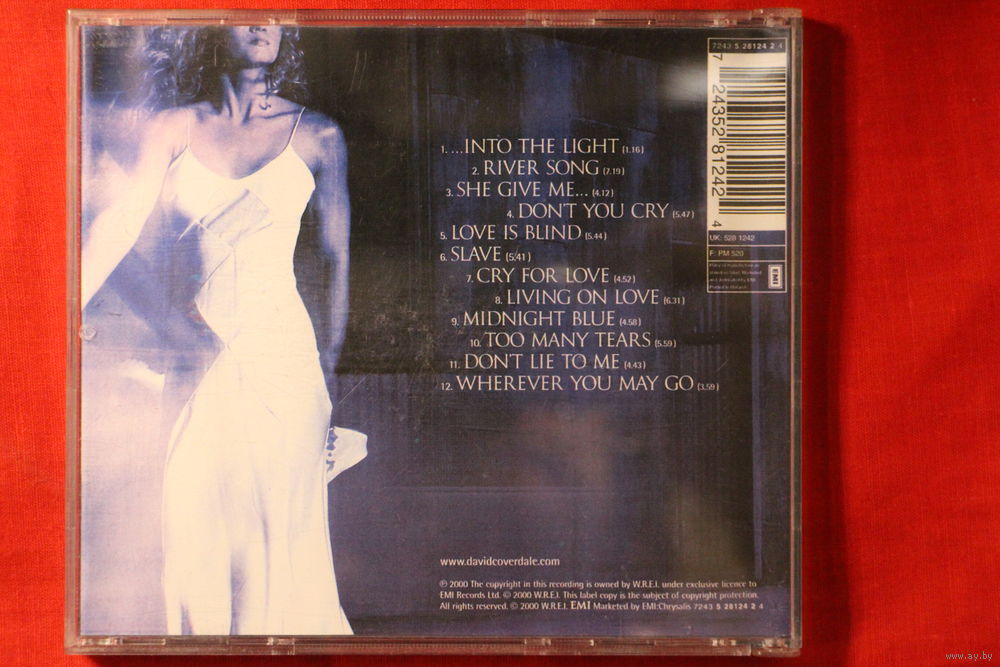 1. ...INTO THE LIGHT (1.16)
2. RIVER SONG (7.19)
3. SHE GIVE ME... (4.12)
4. DON'T YOU CRY (5.47)
5. LOVE IS BLIND (5.44)
6. SLAVE (5.41)
7. CRY FOR LOVE (4.52)
8. LIVING ON LOVE (6.31)
9. MIDNIGHT BLUE (4.58)
10. TOO MANY TEARS (5.59)
11. DON'T LIE TO ME (4.43)
12. WHEREVER YOU MAY GO (3.59)
7243 5 28124 2 4
7 24352 81242 4
UK: 528 1242
F: PM 520
EMI
www.davidcoverdale.com
℗ 2000 The copyright in this recording is owned by W.R.E.I. under exclusive licence to
EMI Records Ltd. © 2000 W.R.E.I. This label copy is the subject of copyright protection.
All rights reserved. © 2000 W.R.E.I. EMI Marketed by EMI:Chrysalis 7243 5 28124 2 4
www.ay.by